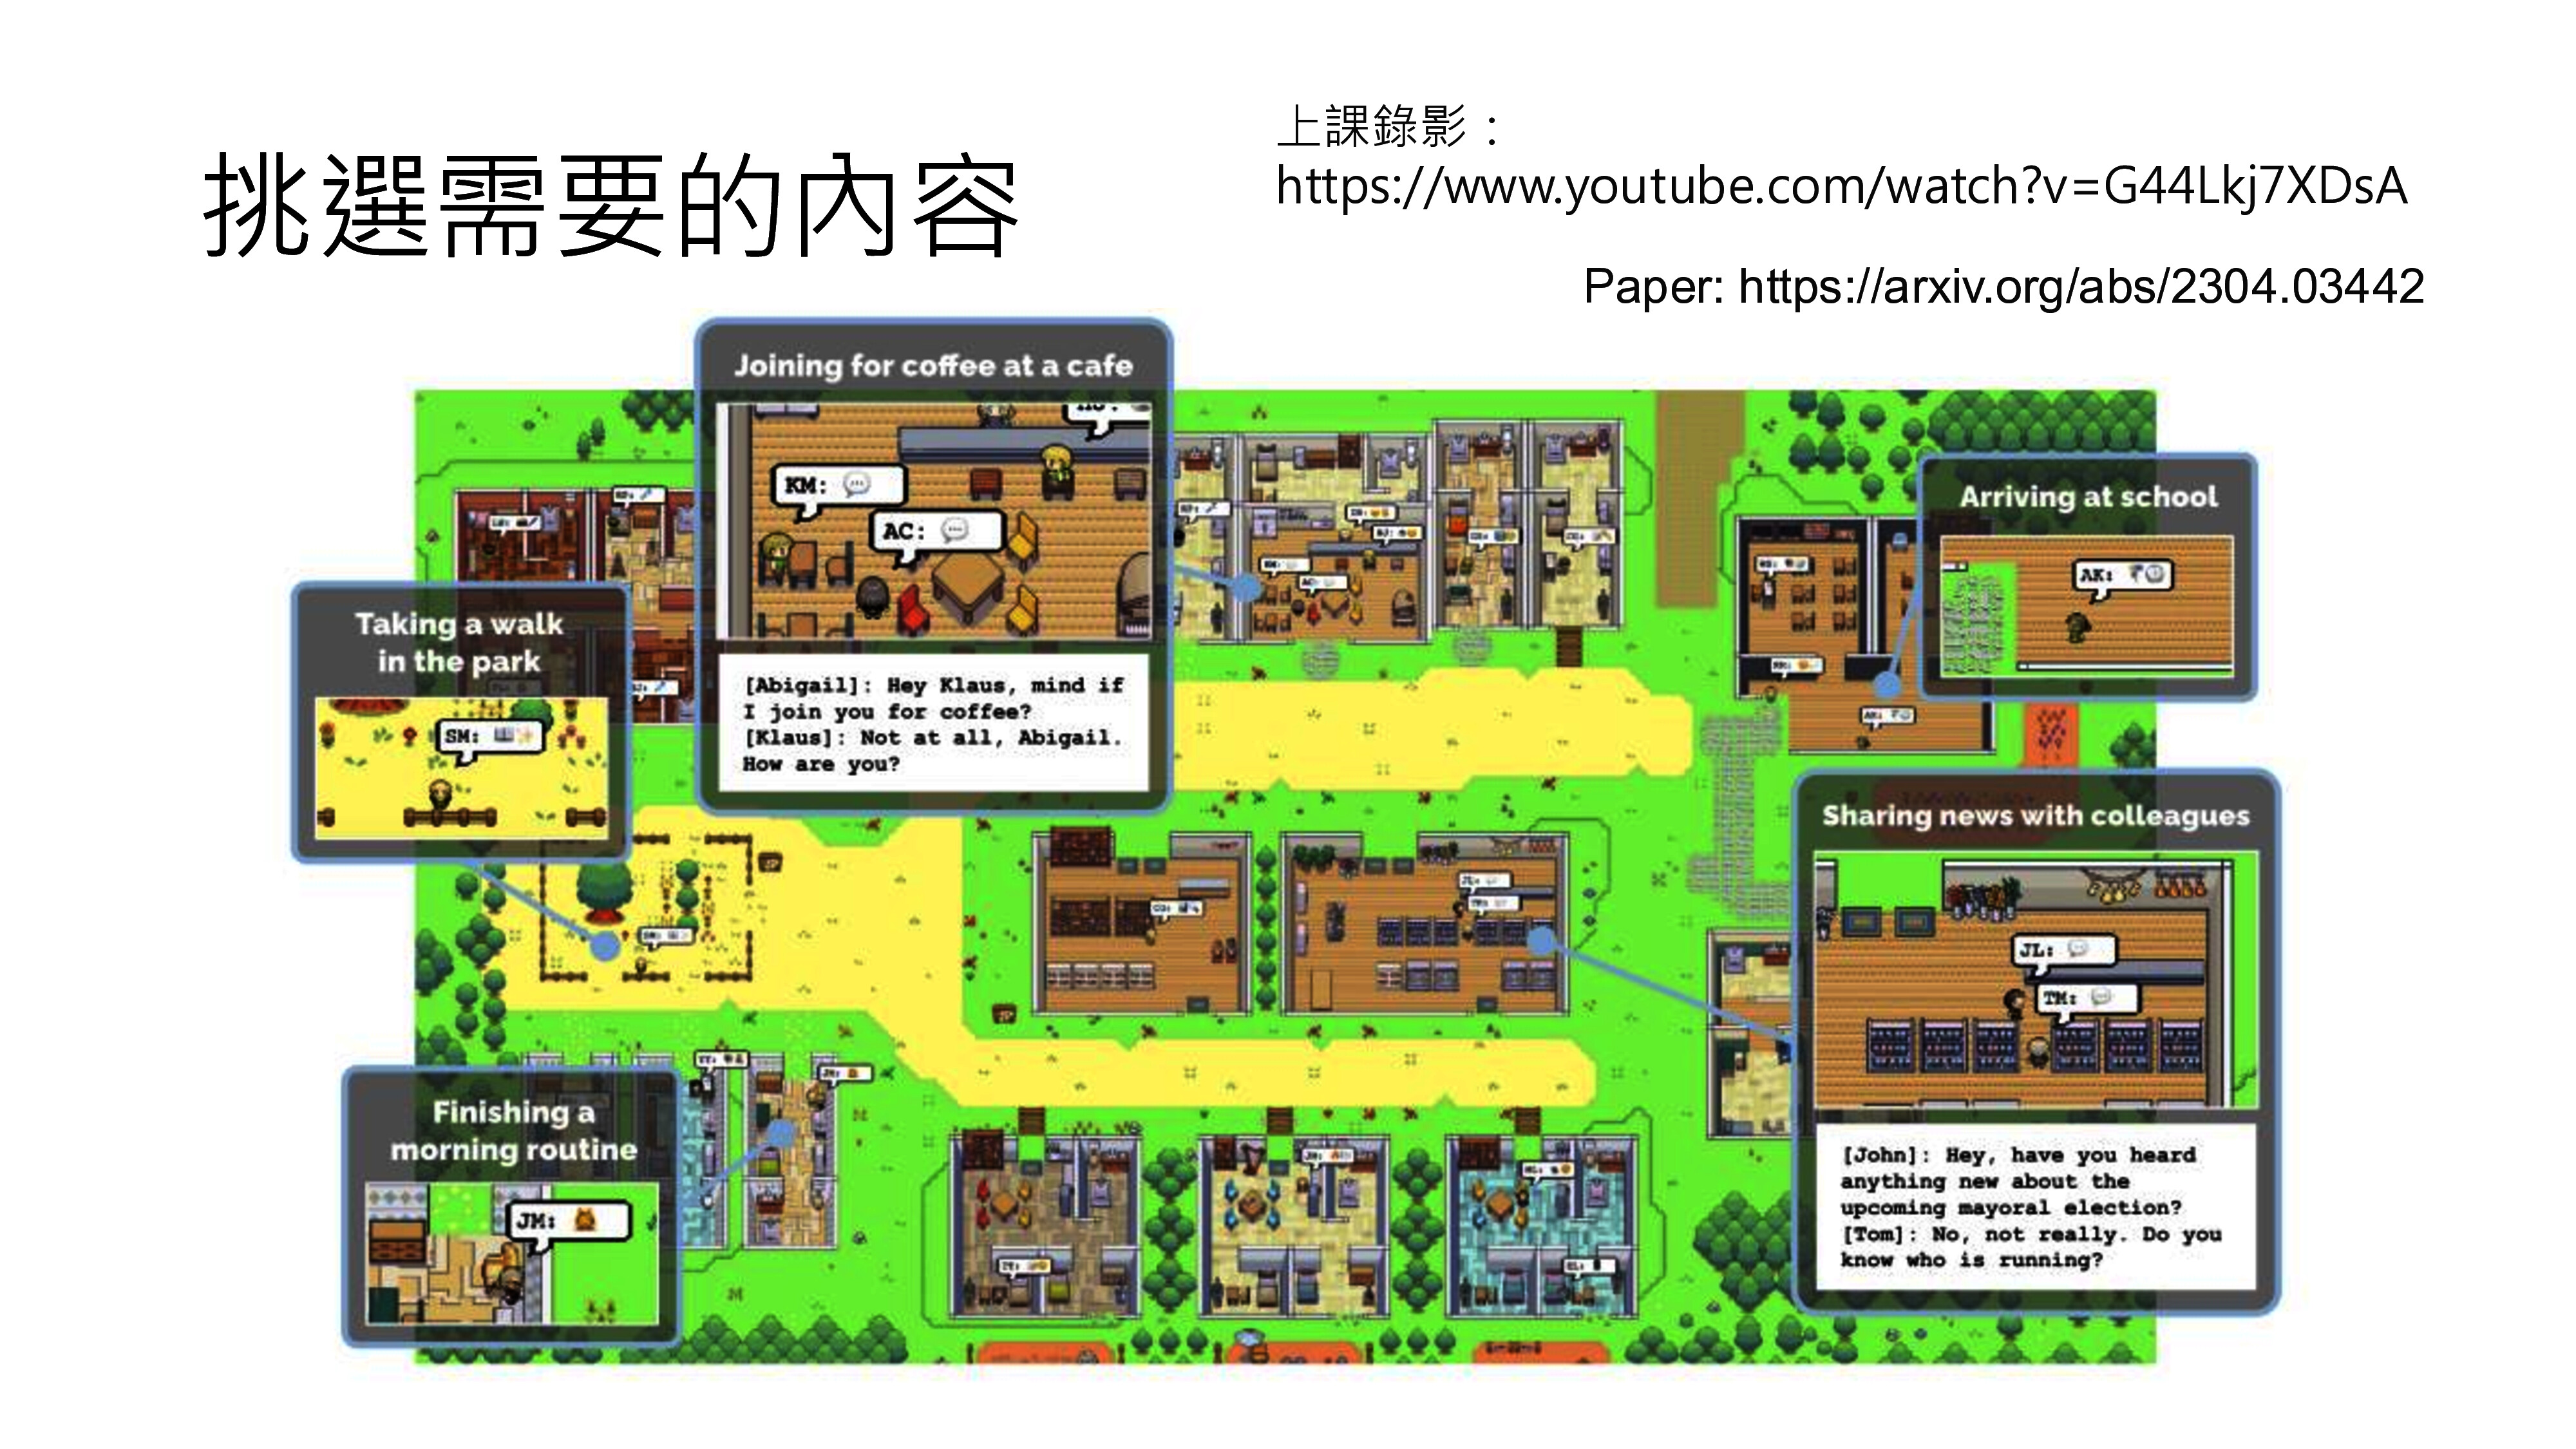 挑選需要的內容
上課錄影：
https://www.youtube.com/watch?v=G44Lkj7XDsA
Paper: https://arxiv.org/abs/2304.03442
Joining for coffee at a cafe
KM:
AC:
[Abigail]: Hey Klaus, mind if
I join you for coffee?
[Klaus]: Not at all, Abigail.
How are you?
Taking a walk
in the park
SM:
Arriving at school
AK:
Sharing news with colleagues
JL:
TM:
[John]: Hey, have you heard
anything new about the
upcoming mayoral election?
[Tom]: No, not really. Do you
know who is running?
Finishing a
morning routine
JM: